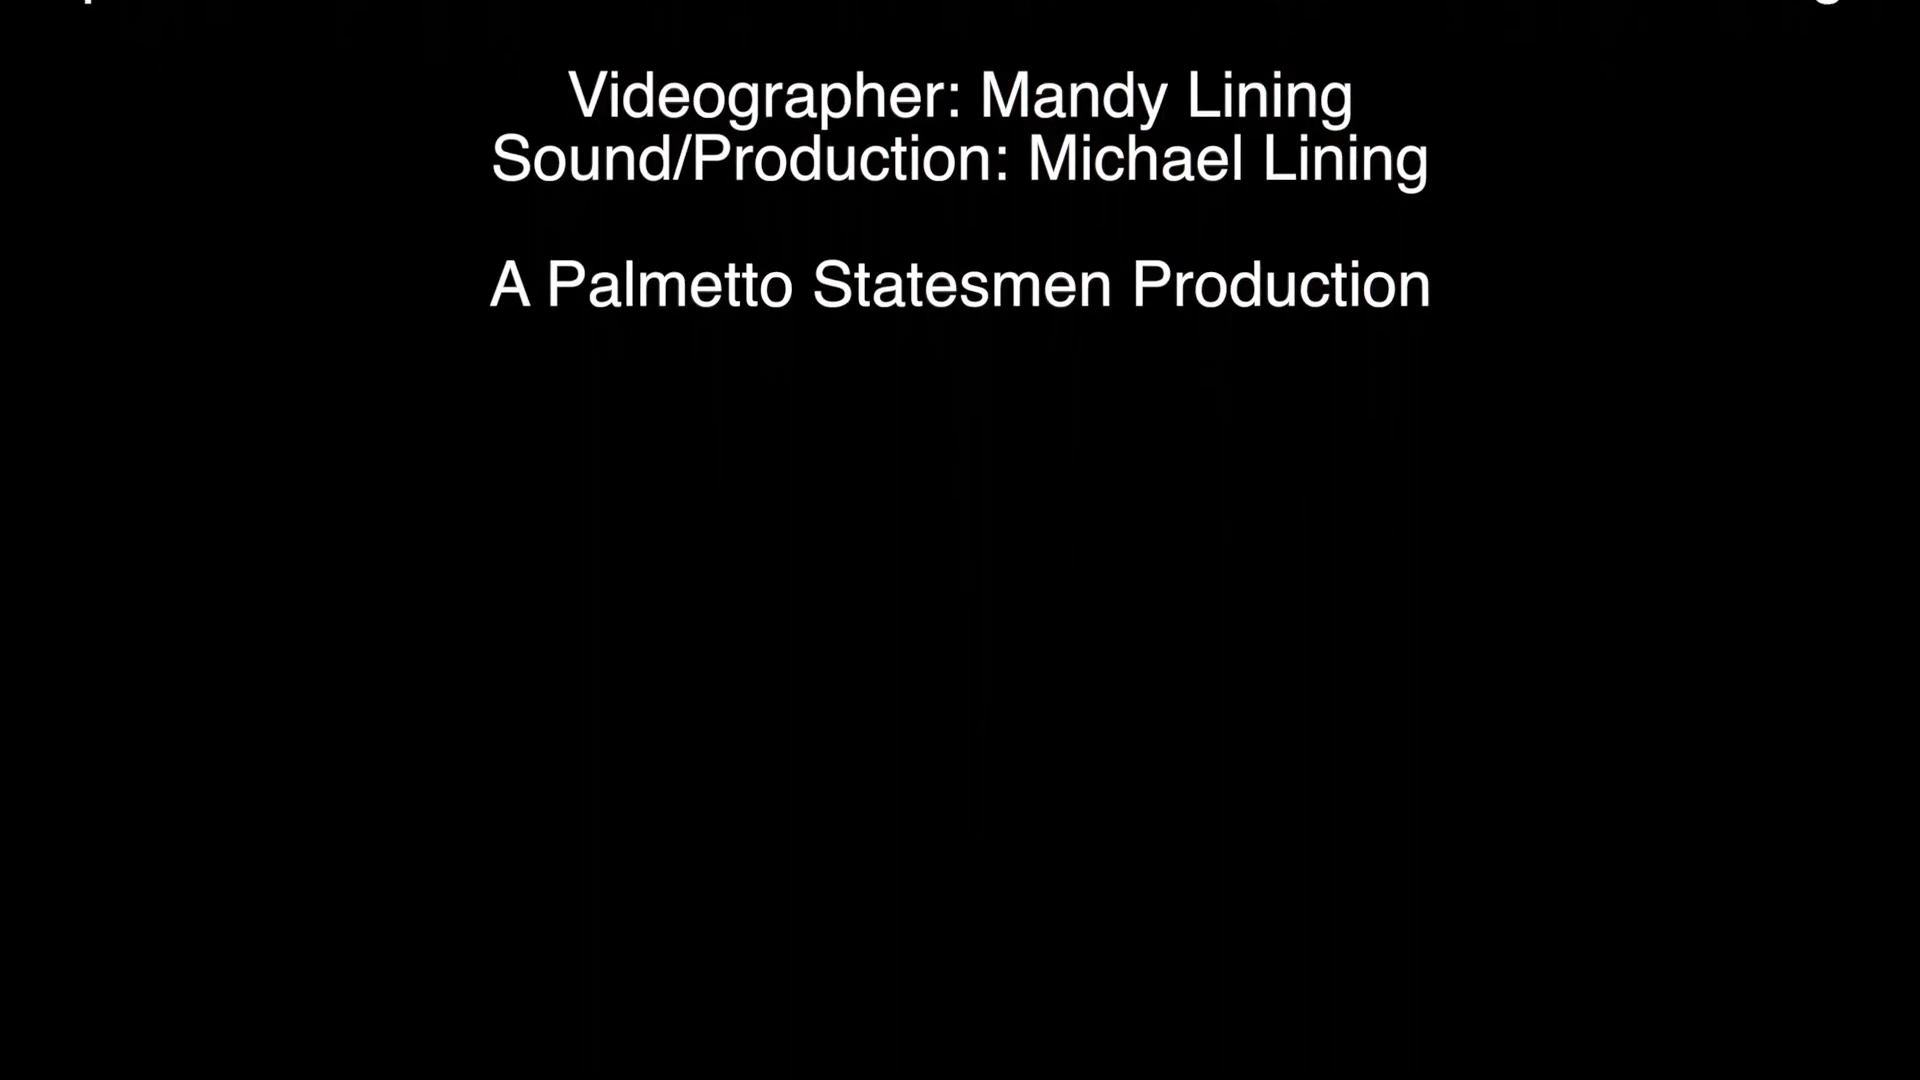 Videographer: Mandy Lining
Sound/Production: Michael Lining
A Palmetto Statesmen Production